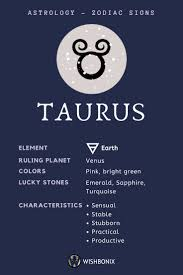 ASTROLOGY - ZODIAC SIGNS
TAURUS
ELEMENT Earth
RULING PLANET Venus
COLORS Pink, bright green
LUCKY STONES Emerald, Sapphire,
Turquoise
CHARACTERISTICS • Sensual
• Stable
• Stubborn
• Practical
• Productive
WISHBONIX